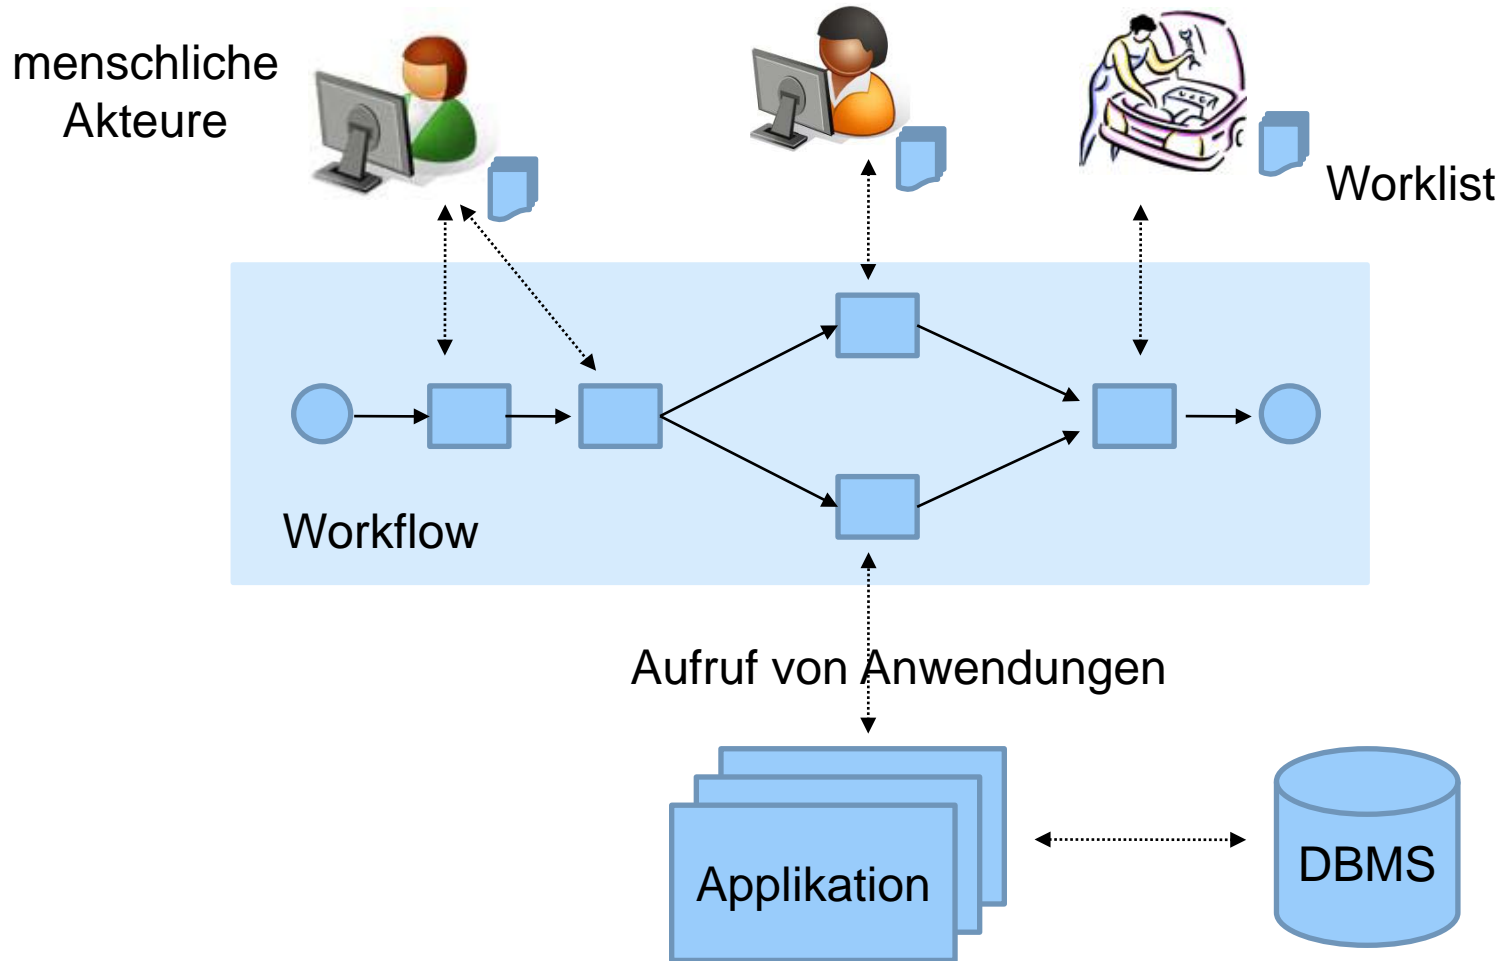 menschliche
Akteure
Worklist
Workflow
Aufruf von Anwendungen
Applikation
DBMS